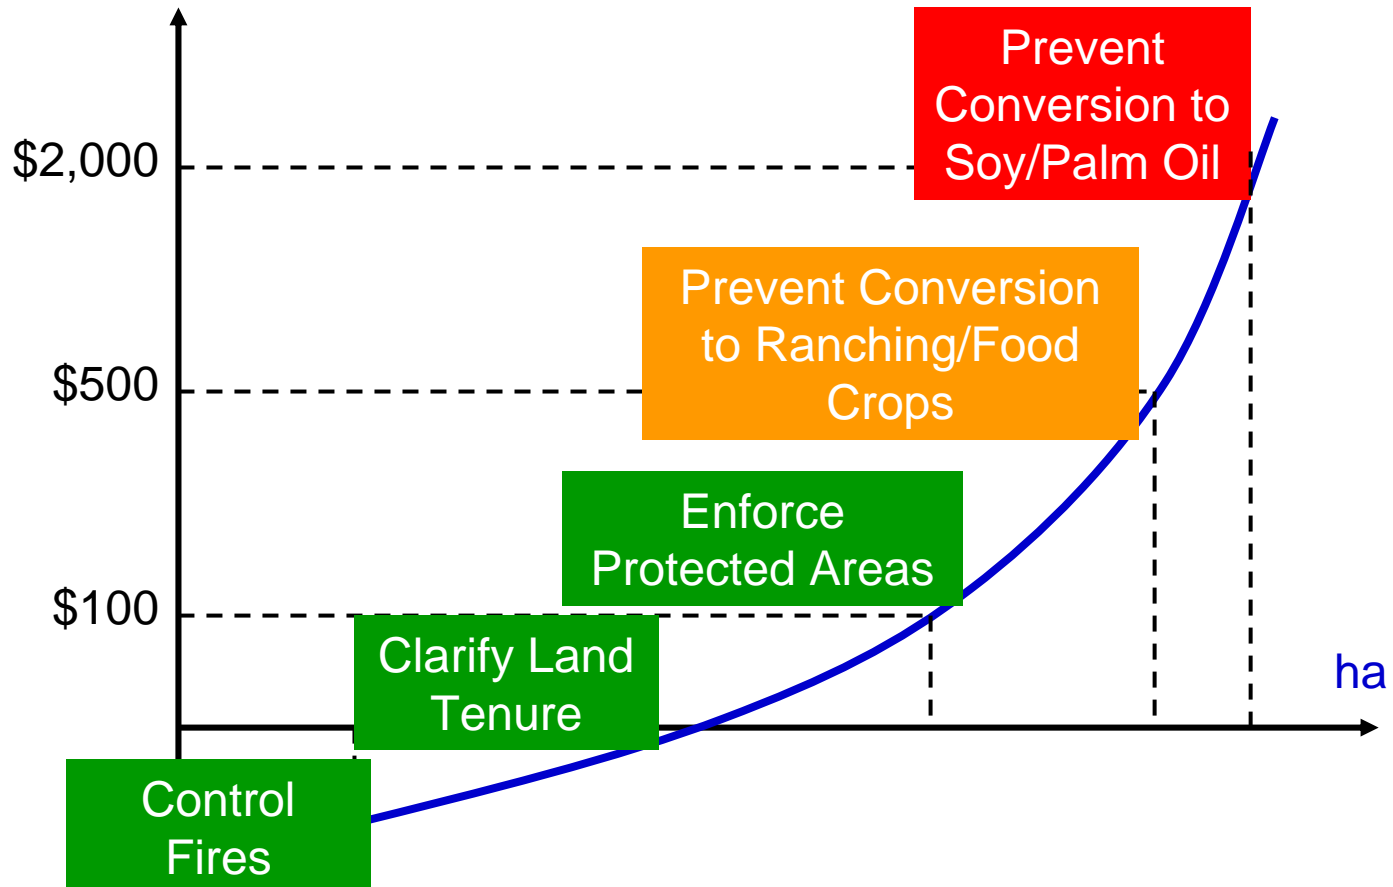 Prevent
Conversion to
Soy/Palm Oil
$2,000
Prevent Conversion
to Ranching/Food
Crops
$500
Enforce
Protected Areas
$100
Clarify Land
Tenure
ha
Control
Fires